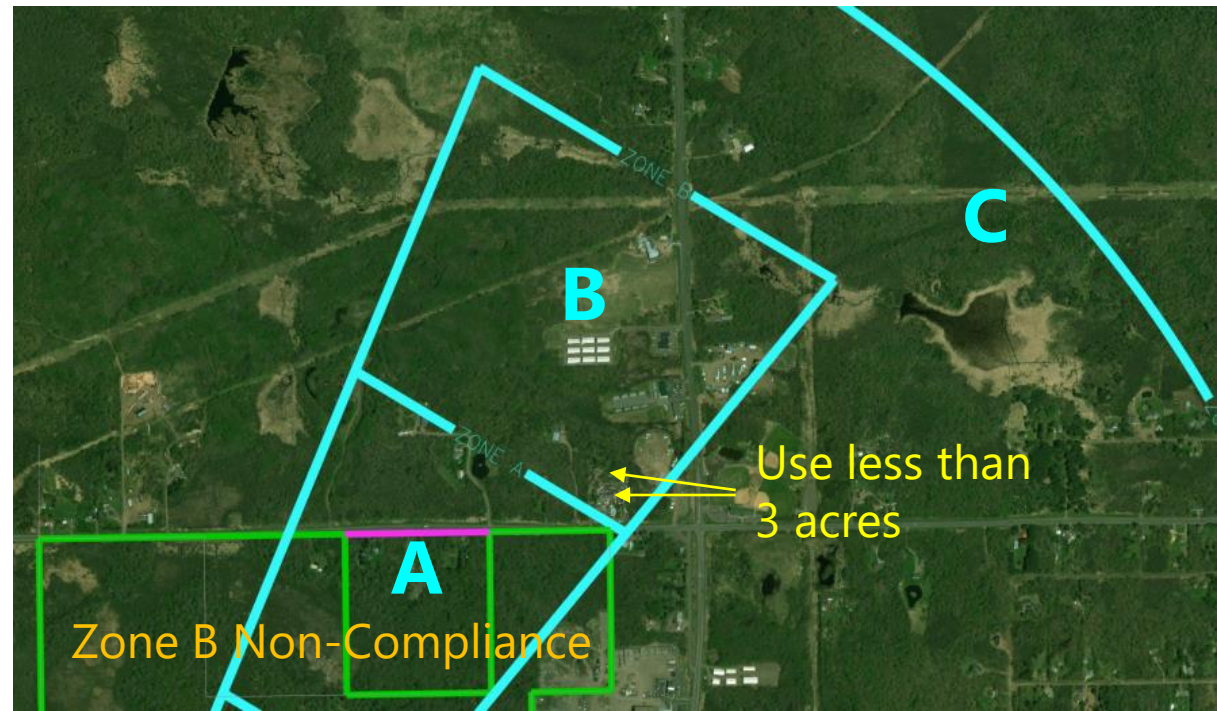 ZONE B
C
B
ZONE A
Use less than
3 acres
A
Zone B Non-Compliance